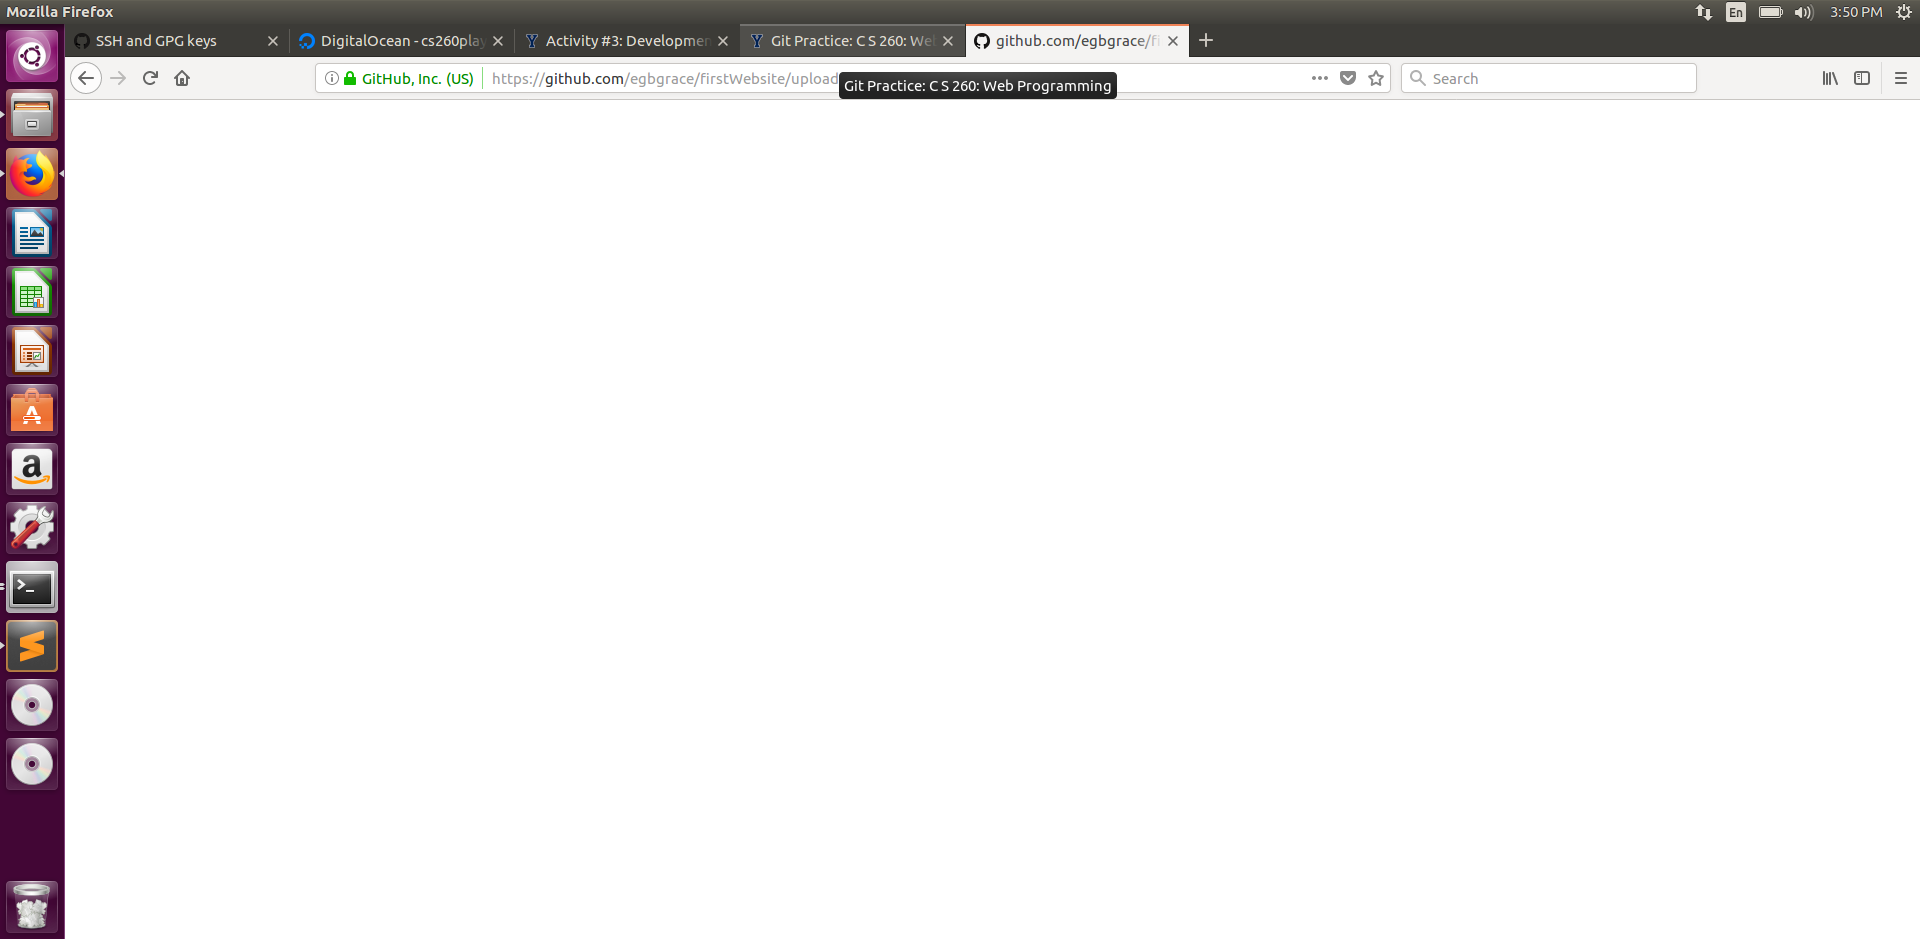 Mozilla Firefox
En
3:50 PM
SSH and GPG keys
DigitalOcean - cs260play
Activity #3: Developmen
Git Practice: C S 260: Web
github.com/egbgrace/fi
GitHub, Inc. (US)
https://github.com/egbgrace/firstWebsite/upload
Search
Git Practice: C S 260: Web Programming